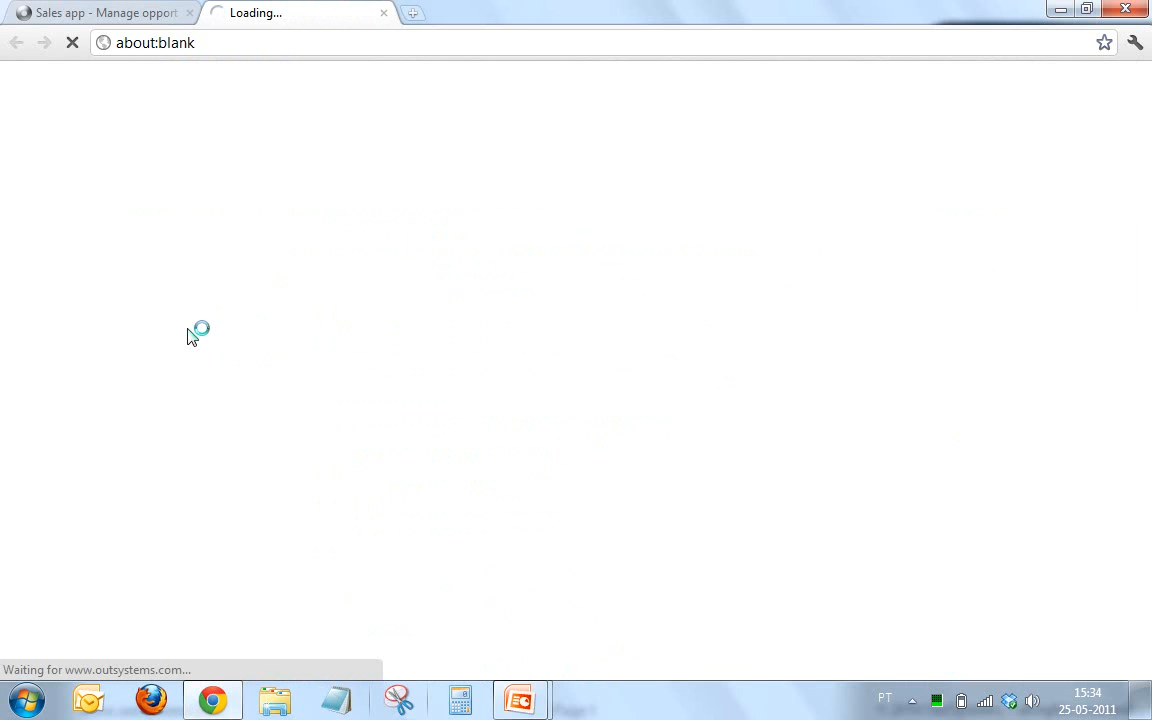 Sales app - Manage opport
Loading...
about:blank
Waiting for www.outsystems.com...
PT
15:34
25-05-2011